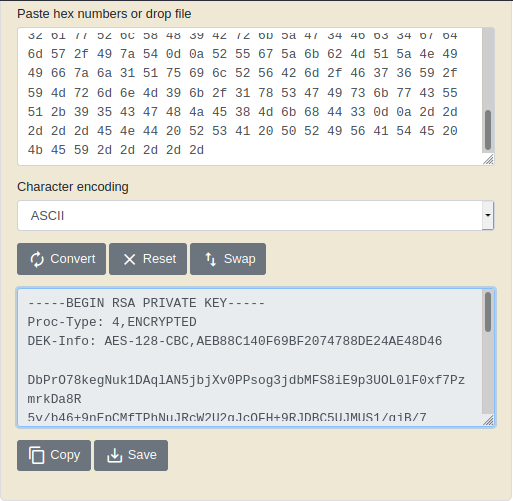 Paste hex numbers or drop file
32 61 77 52 6c 58 48 39 42 72 6b 5a 47 34 46 63 34 67 64
6d 57 2f 49 7a 54 0d 0a 52 55 67 5a 6b 62 4d 51 5a 4e 49
49 66 7a 6a 31 51 75 69 6c 52 56 42 6d 2f 46 37 36 59 2f
59 4d 72 6d 6e 4d 39 6b 2f 31 78 53 47 49 73 6b 77 43 55
51 2b 39 35 43 47 48 4a 45 38 4d 6b 68 44 33 0d 0a 2d 2d
2d 2d 2d 45 4e 44 20 52 53 41 20 50 52 49 56 41 54 45 20
4b 45 59 2d 2d 2d 2d 2d
Character encoding
ASCII
Convert Reset Swap
-----BEGIN RSA PRIVATE KEY-----
Proc-Type: 4,ENCRYPTED
DEK-Info: AES-128-CBC,AEB88C140F69BF2074788DE24AE48D46
DbPrO78kegNuk1DAqlAN5jbjXv0PPsog3jdbMFS8iE9p3UOL0lF0xf7Pz
mrkDa8R
Copy Save